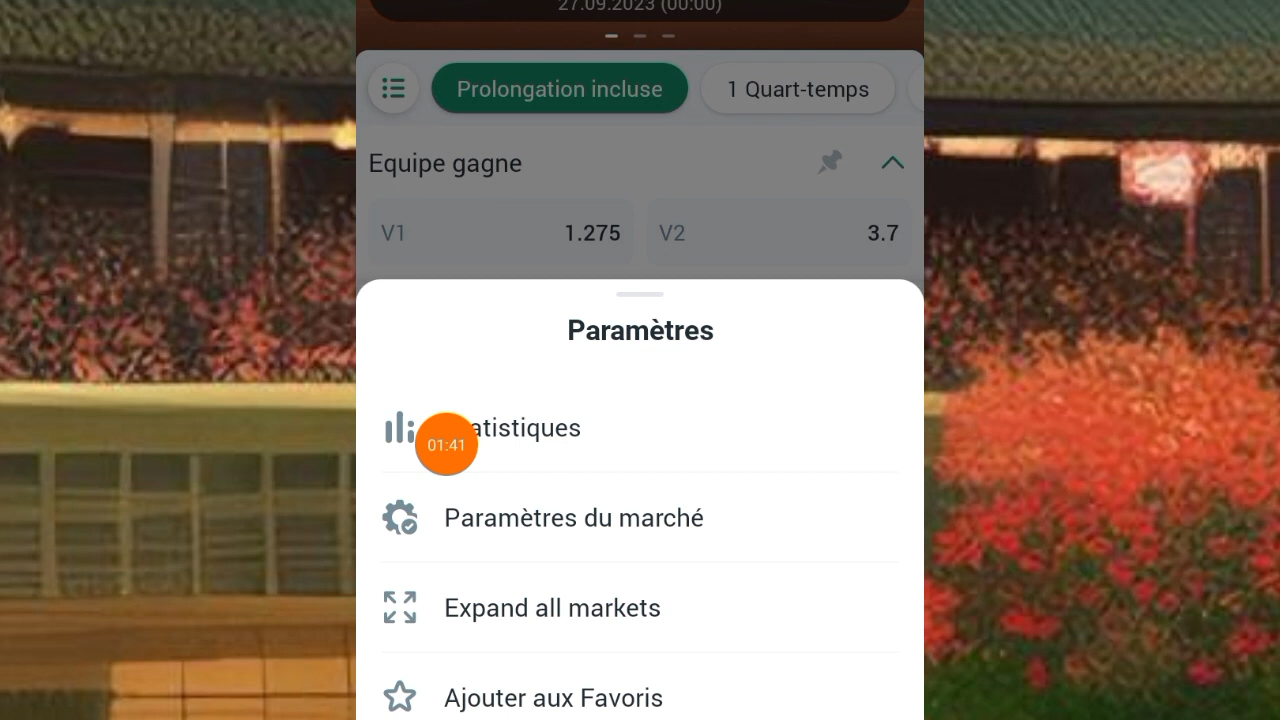 27.09.2023 (00:00)
Prolongation incluse
1 Quart-temps
Equipe gagne
V1 1.275 V2 3.7
Paramètres
atistiques
01:41
Paramètres du marché
Expand all markets
Ajouter aux Favoris